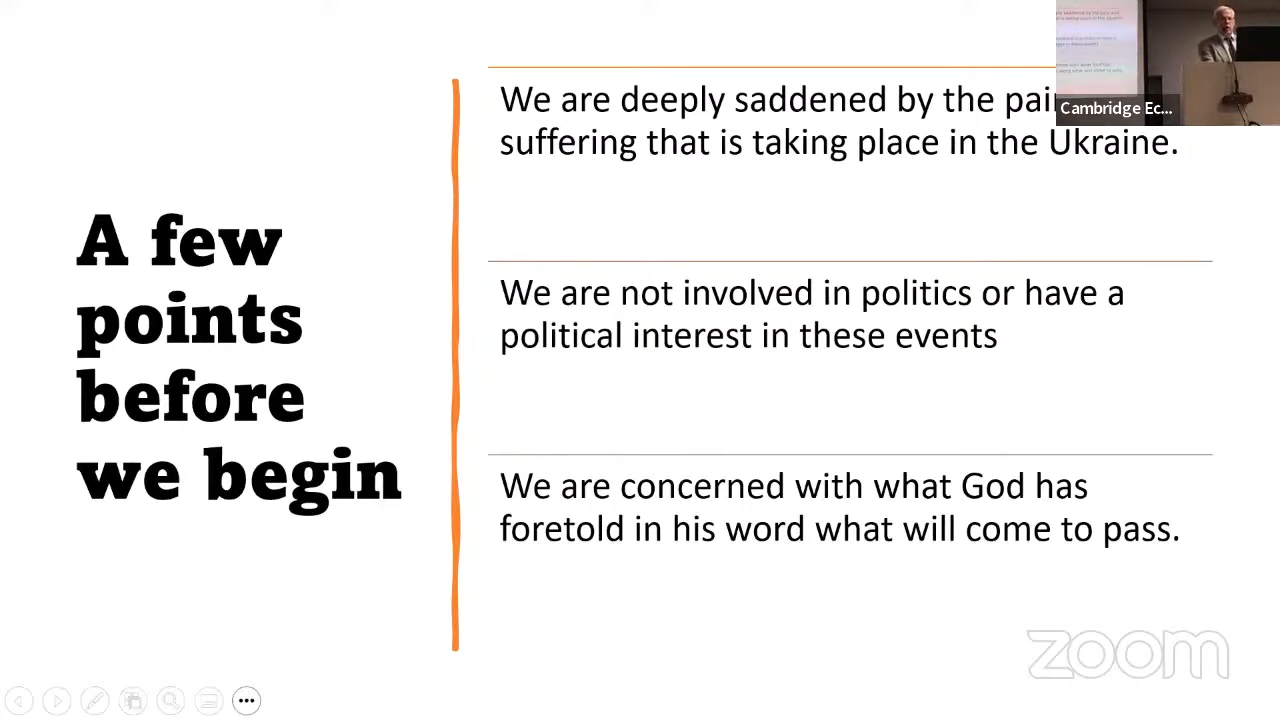 A few
points
before
we begin
We are deeply saddened by the
suffering that is taking place in the Ukraine.
We are not involved in politics or have a
political interest in these events
We are concerned with what God has
foretold in his word what will come to pass.
Cambridge Ec...
zoom